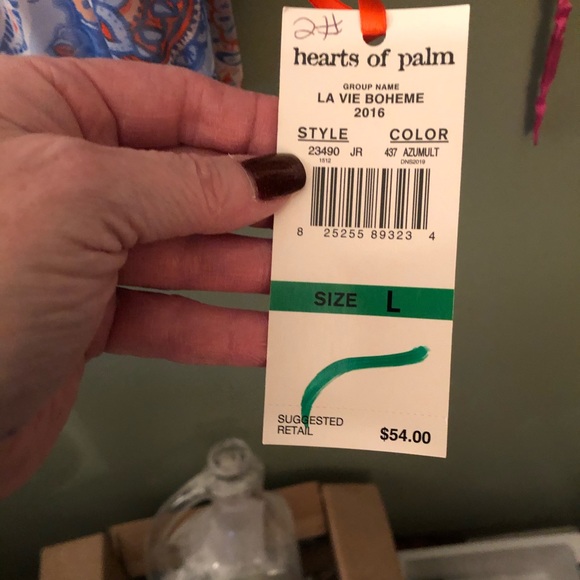 2#
hearts of palm
GROUP NAME
LA VIE BOHEME
2016
STYLE COLOR
23490 JR 437 AZUMULT
1512 DNS2019
8 25255 89323 4
SIZE L
SUGGESTED
RETAIL $54.00